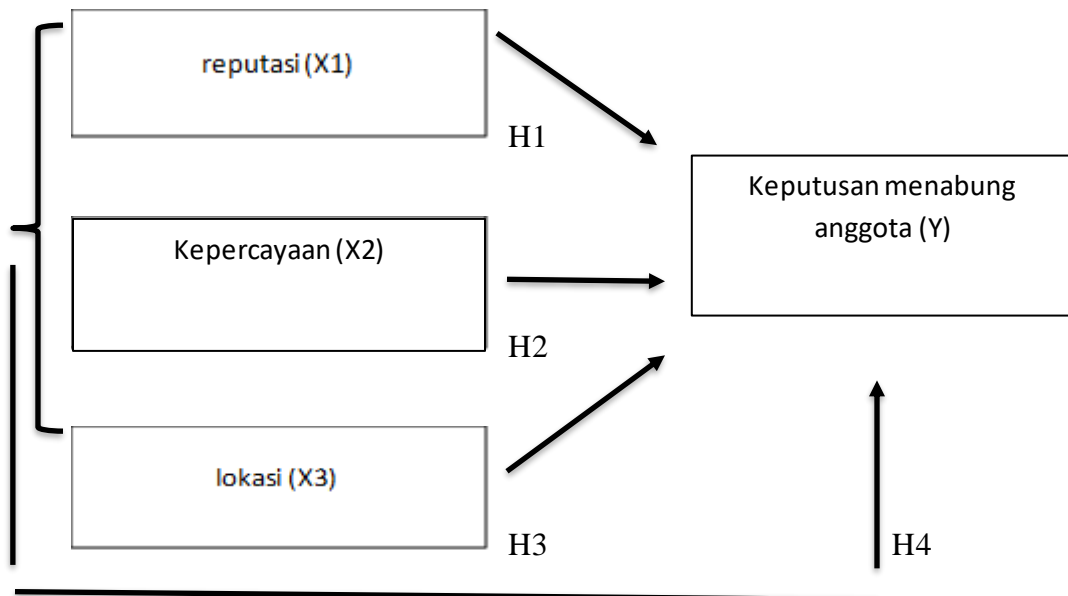 reputasi (X1)
H1
Keputusan menabung
anggota (Y)
Kepercayaan (X2)
H2
lokasi (X3)
H3
H4